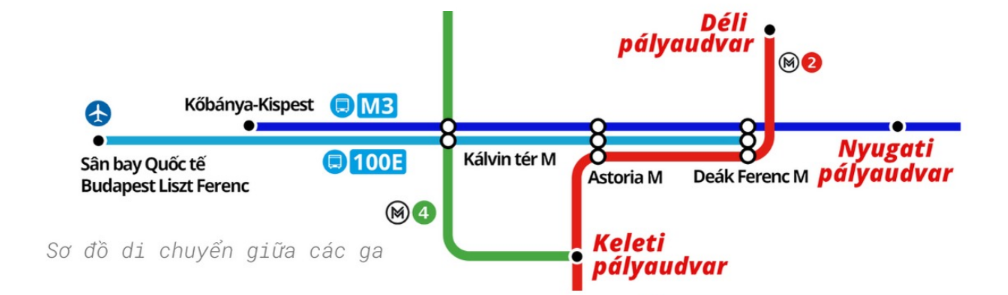 Déli
pályaudvar
M 2
Kőbánya-Kispest
M3
Sân bay Quốc tế
Budapest Liszt Ferenc
100E
Kálvin tér M
Astoria M
Deák Ferenc M
Nyugati
pályaudvar
M 4
Sơ đồ di chuyển giữa các ga
Keleti
pályaudvar